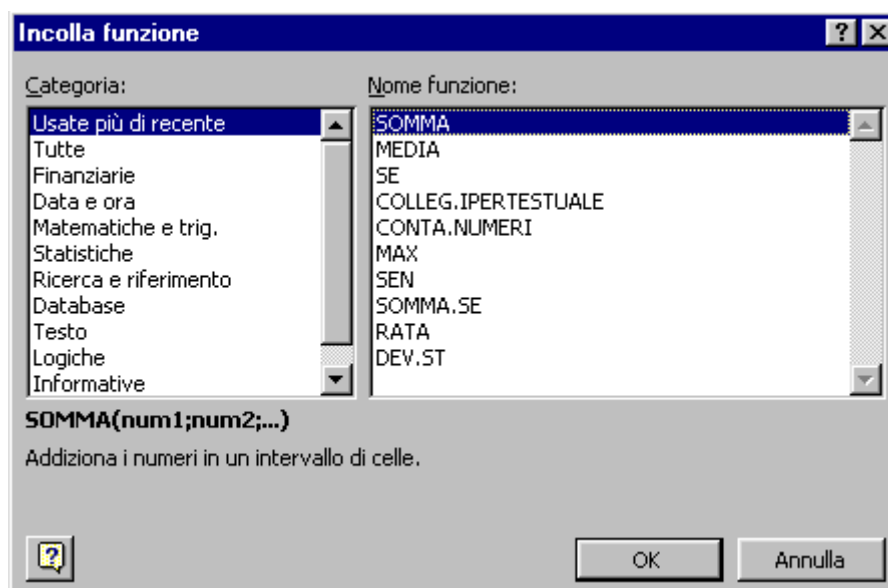 Incolla funzione
Categoria:
Usate più di recente
Tutte
Finanziarie
Data e ora
Matematiche e trig.
Statistiche
Ricerca e riferimento
Database
Testo
Logiche
Informative
Nome funzione:
SOMMA
MEDIA
SE
COLLEG.IPERTESTUALE
CONTA.NUMERI
MAX
SEN
SOMMA.SE
RATA
DEV.ST
SOMMA(num1;num2;...)
Addiziona i numeri in un intervallo di celle.
OK
Annulla